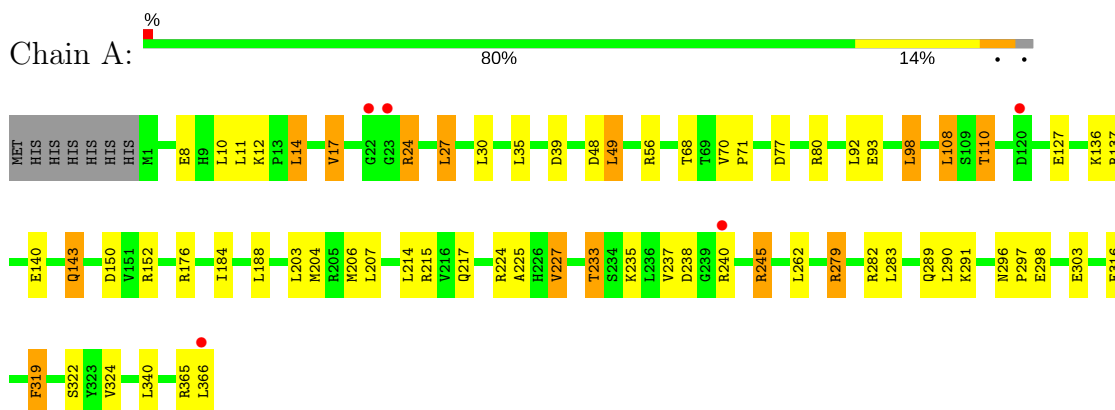 %
Chain A:
80% 14% • •
MET HIS HIS HIS HIS HIS HIS M1 E8 H9 L10 L11 K12 P13 L14 V17 G22 G23 R24 L27 L30 L35 D39 D48 L49 R56 T68 T69 V70 P71 D77 R80 L92 E93 L98 L108 S109 T110 D120 E127 K136
E140 Q143 D150 V151 R152 R176 I184 L188 L203 M204 R205 M206 L207 L214 R215 V216 Q217 R224 A225 H226 V227 T233 S234 K235 L236 V237 D238 G239 R240 R245 L262 R279 R282 L283 Q289 L290 K291 N296 P297 E298 E303
F319 S322 Y323 V324 L340 R365 L366